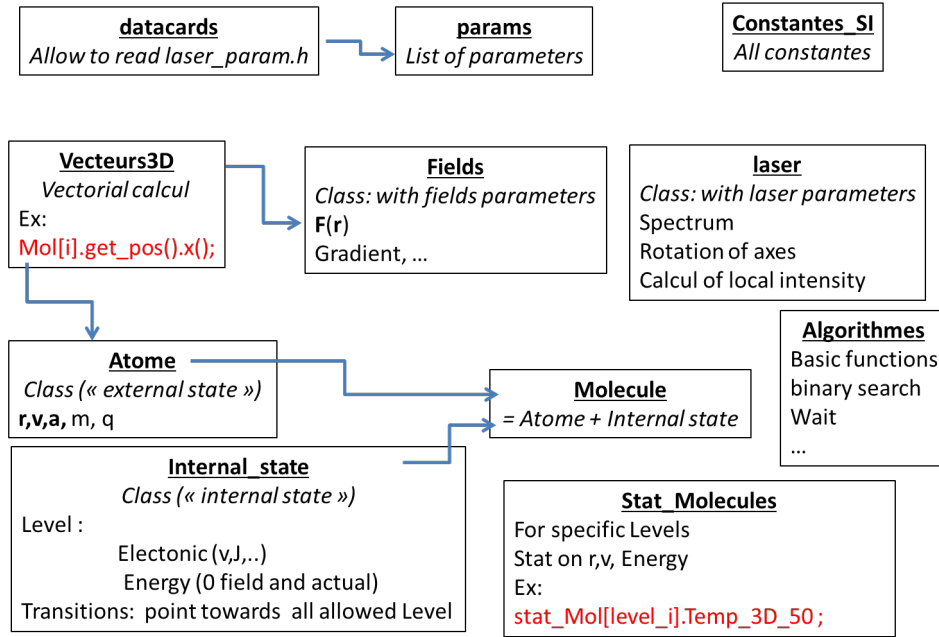 datacards
Allow to read laser_param.h
params
List of parameters
Constantes_SI
All constantes
Vecteurs3D
Vectorial calcul
Ex:
Mol[i].get_pos().x();
Fields
Class: with fields parameters
F(r)
Gradient, ...
laser
Class: with laser parameters
Spectrum
Rotation of axes
Calcul of local intensity
Algorithmes
Basic functions
binary search
Wait
...
Atome
Class (« external state »)
r,v,a, m, q
Molecule
= Atome + Internal state
Internal_state
Class (« internal state »)
Level :
Electonic (v,J,..)
Energy (0 field and actual)
Transitions: point towards all allowed Level
Stat_Molecules
For specific Levels
Stat on r,v, Energy
Ex:
stat_Mol[level_i].Temp_3D_50 ;